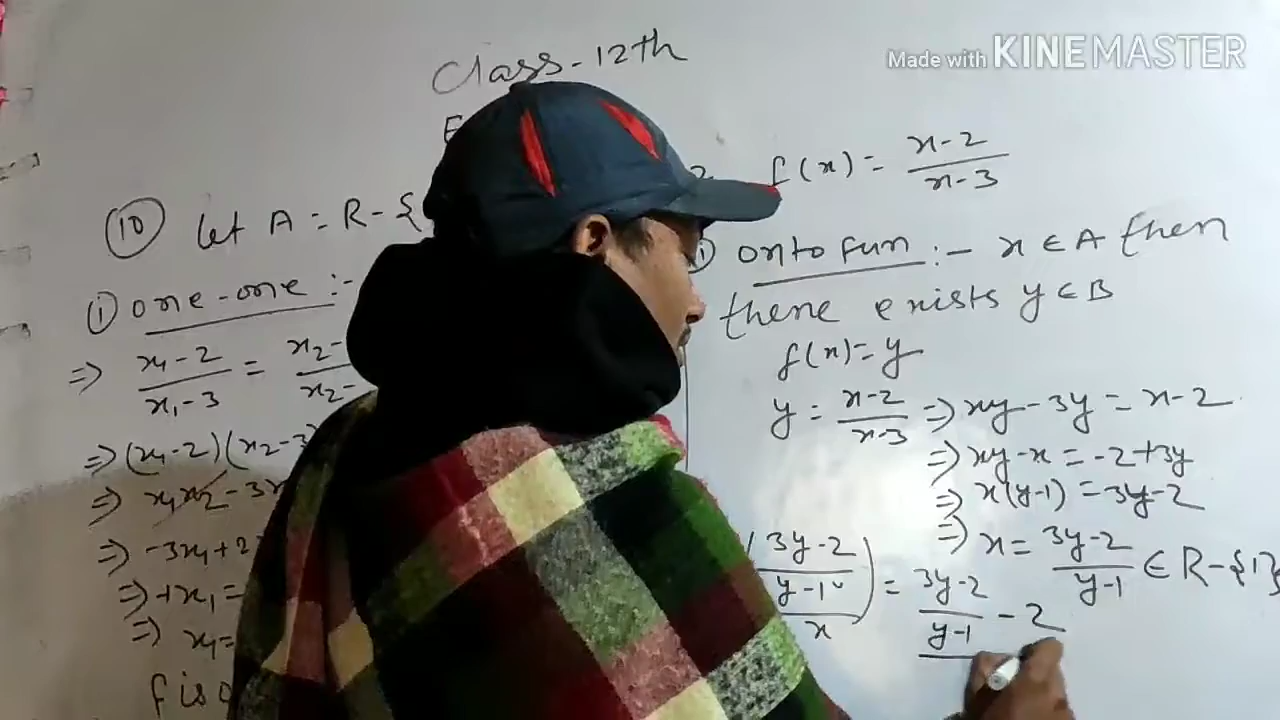 Made with KINEMASTER
Class-12th
f(x) = x-2 / x-3
(10) let A = R-{
(i) one-one :-
=> x₁-2 / x₁-3 = x₂- / x₂-
=> (x₁-2)(x₂-3
=> x₁x₂-3x
=> -3x₁+2
=> +x₁ =
=> x₁=
f is o
onto fun :- x ∈ A then
there exists y ∈ B
f(x)=y
y = x-2 / x-3 => xy-3y = x-2
=> xy-x = -2+3y
=> x(y-1) = 3y-2
=> x = 3y-2 / y-1 ∈ R-{1}
(3y-2 / y-1) = 3y-2 / y-1 - 2
x